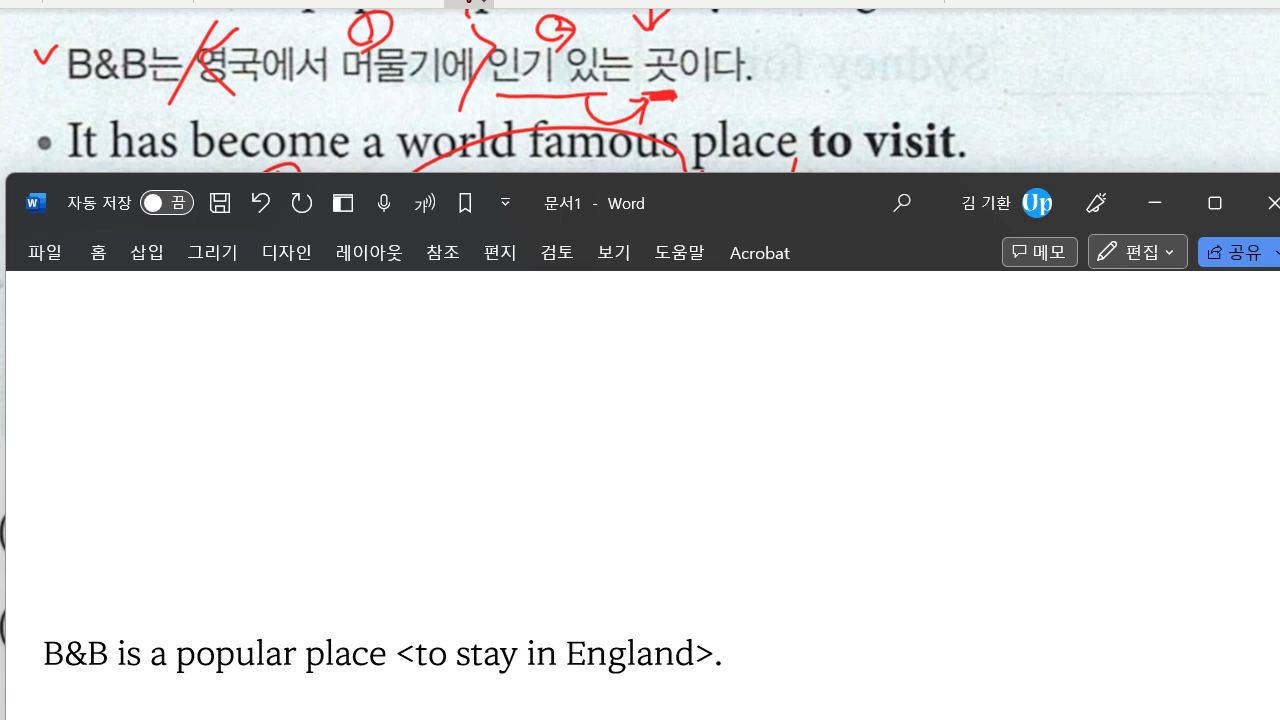 B&B는 영국에서 머물기에 인기 있는 곳이다.
① ②
• It has become a world famous place to visit.
자동 저장 끔 가 문서1 - Word 김 기환 Up
파일 홈 삽입 그리기 디자인 레이아웃 참조 편지 검토 보기 도움말 Acrobat 메모 편집 공유
B&B is a popular place <to stay in England>.